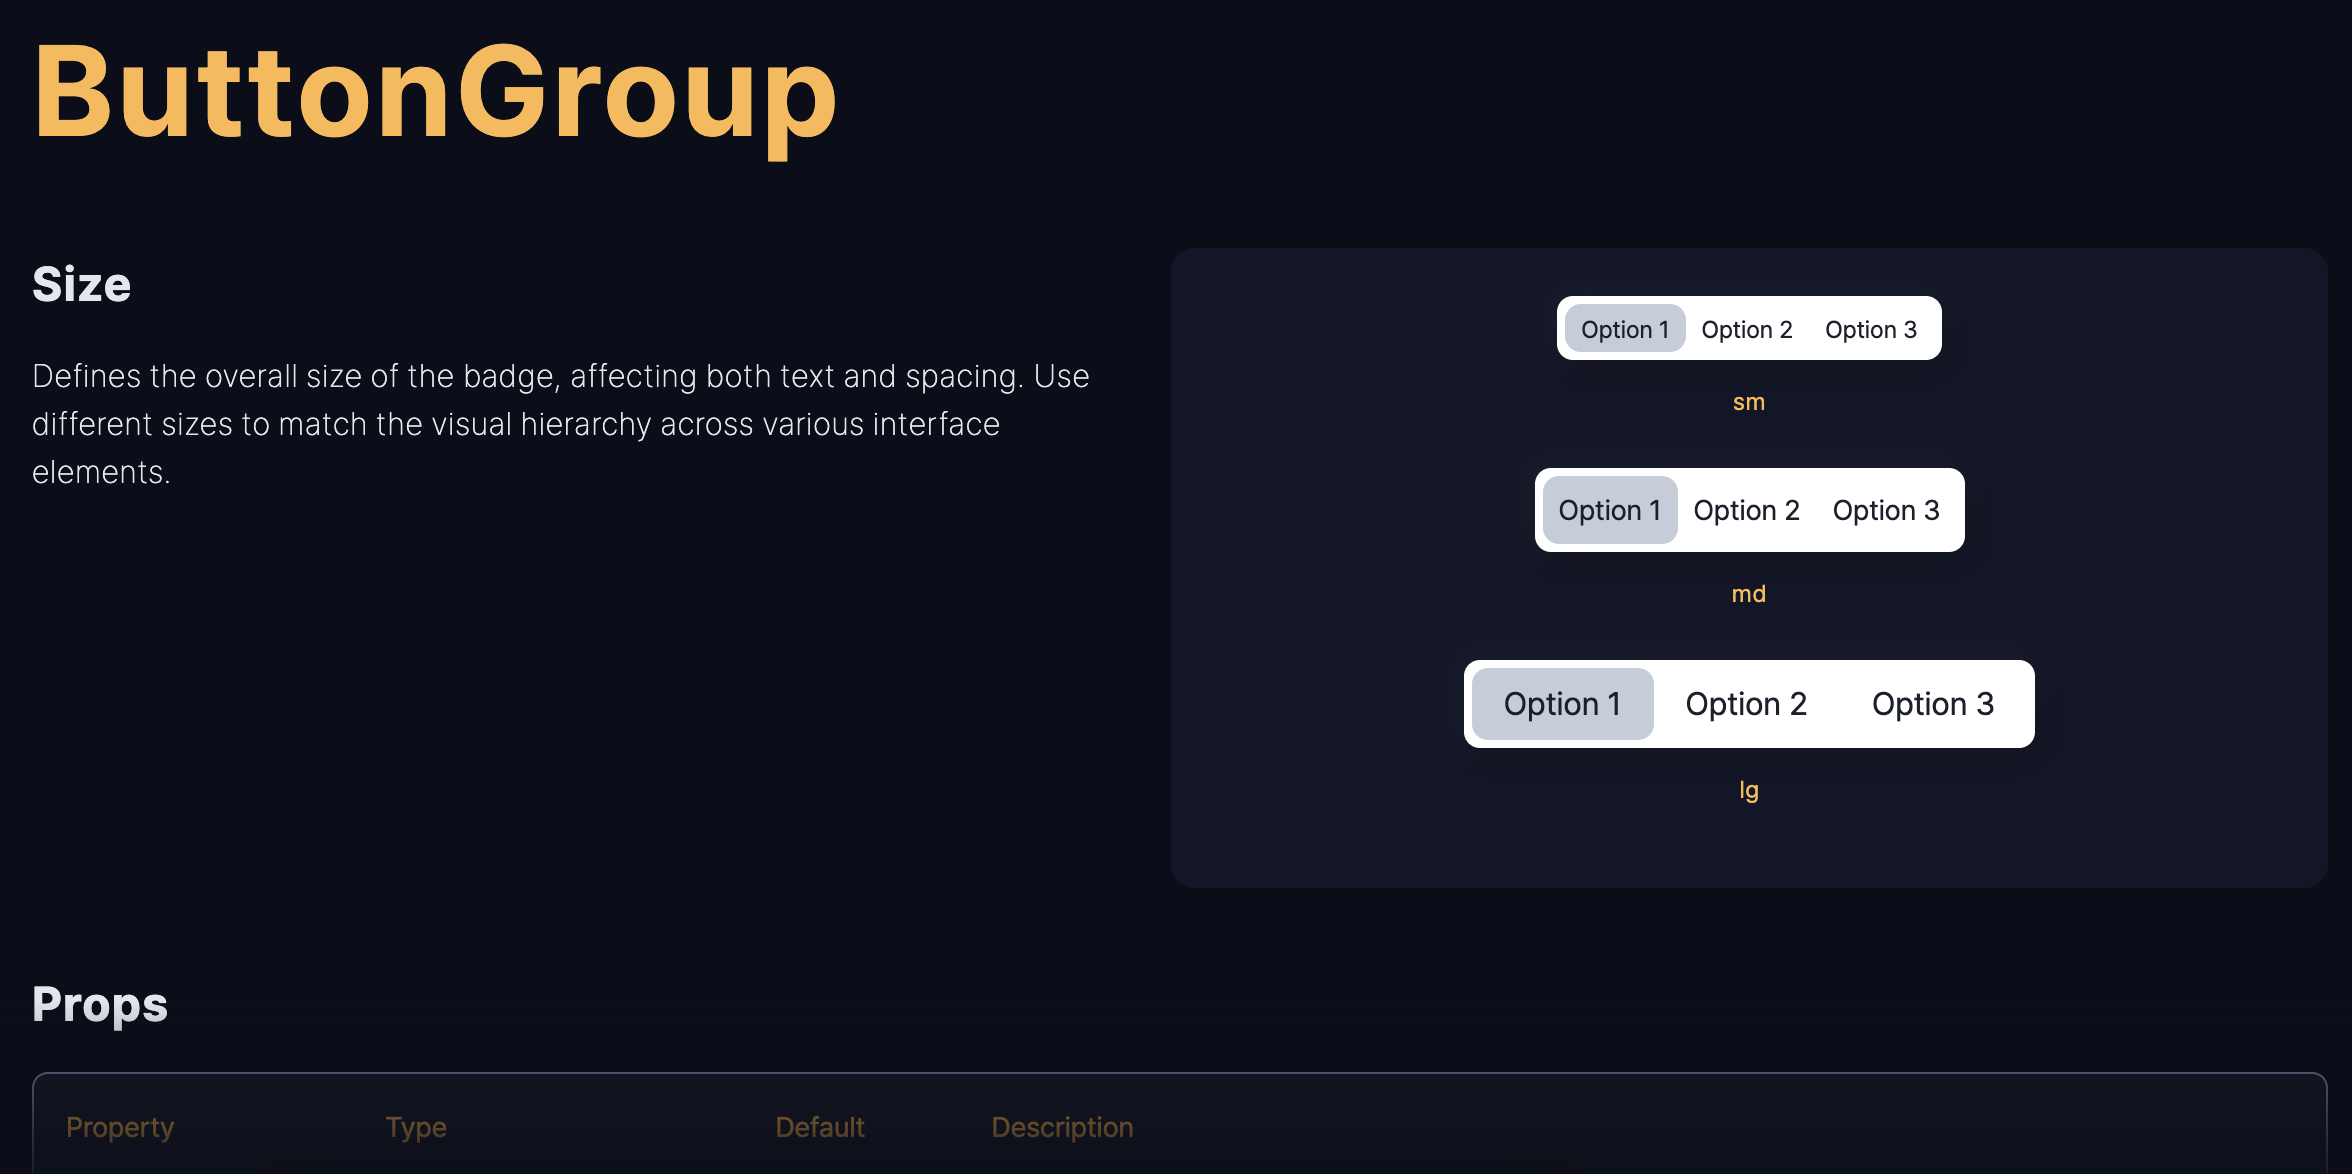 ButtonGroup
Size
Defines the overall size of the badge, affecting both text and spacing. Use
different sizes to match the visual hierarchy across various interface
elements.
Option 1 Option 2 Option 3
sm
Option 1 Option 2 Option 3
md
Option 1 Option 2 Option 3
lg
Props
Property Type Default Description